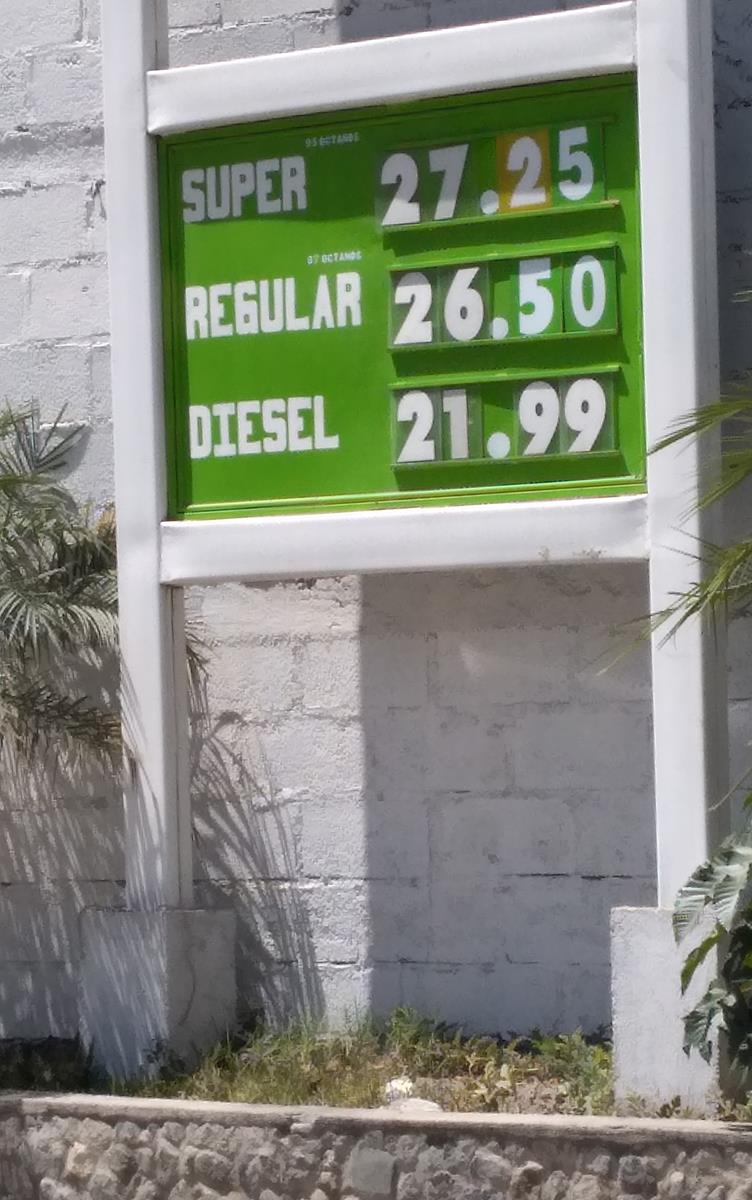 95 OCTANOS
SUPER 27.25
87 OCTANOS
REGULAR 26.50
DIESEL 21.99